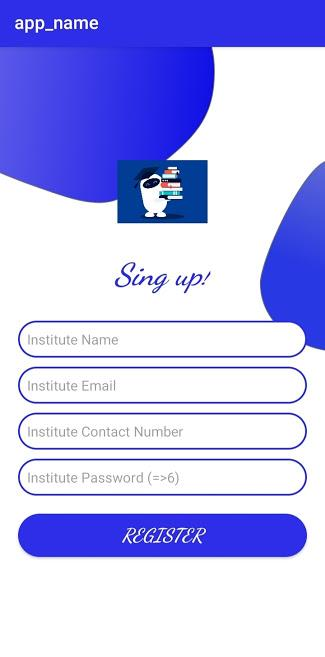 app_name
Sing up!
Institute Name
Institute Email
Institute Contact Number
Institute Password (=>6)
REGISTER